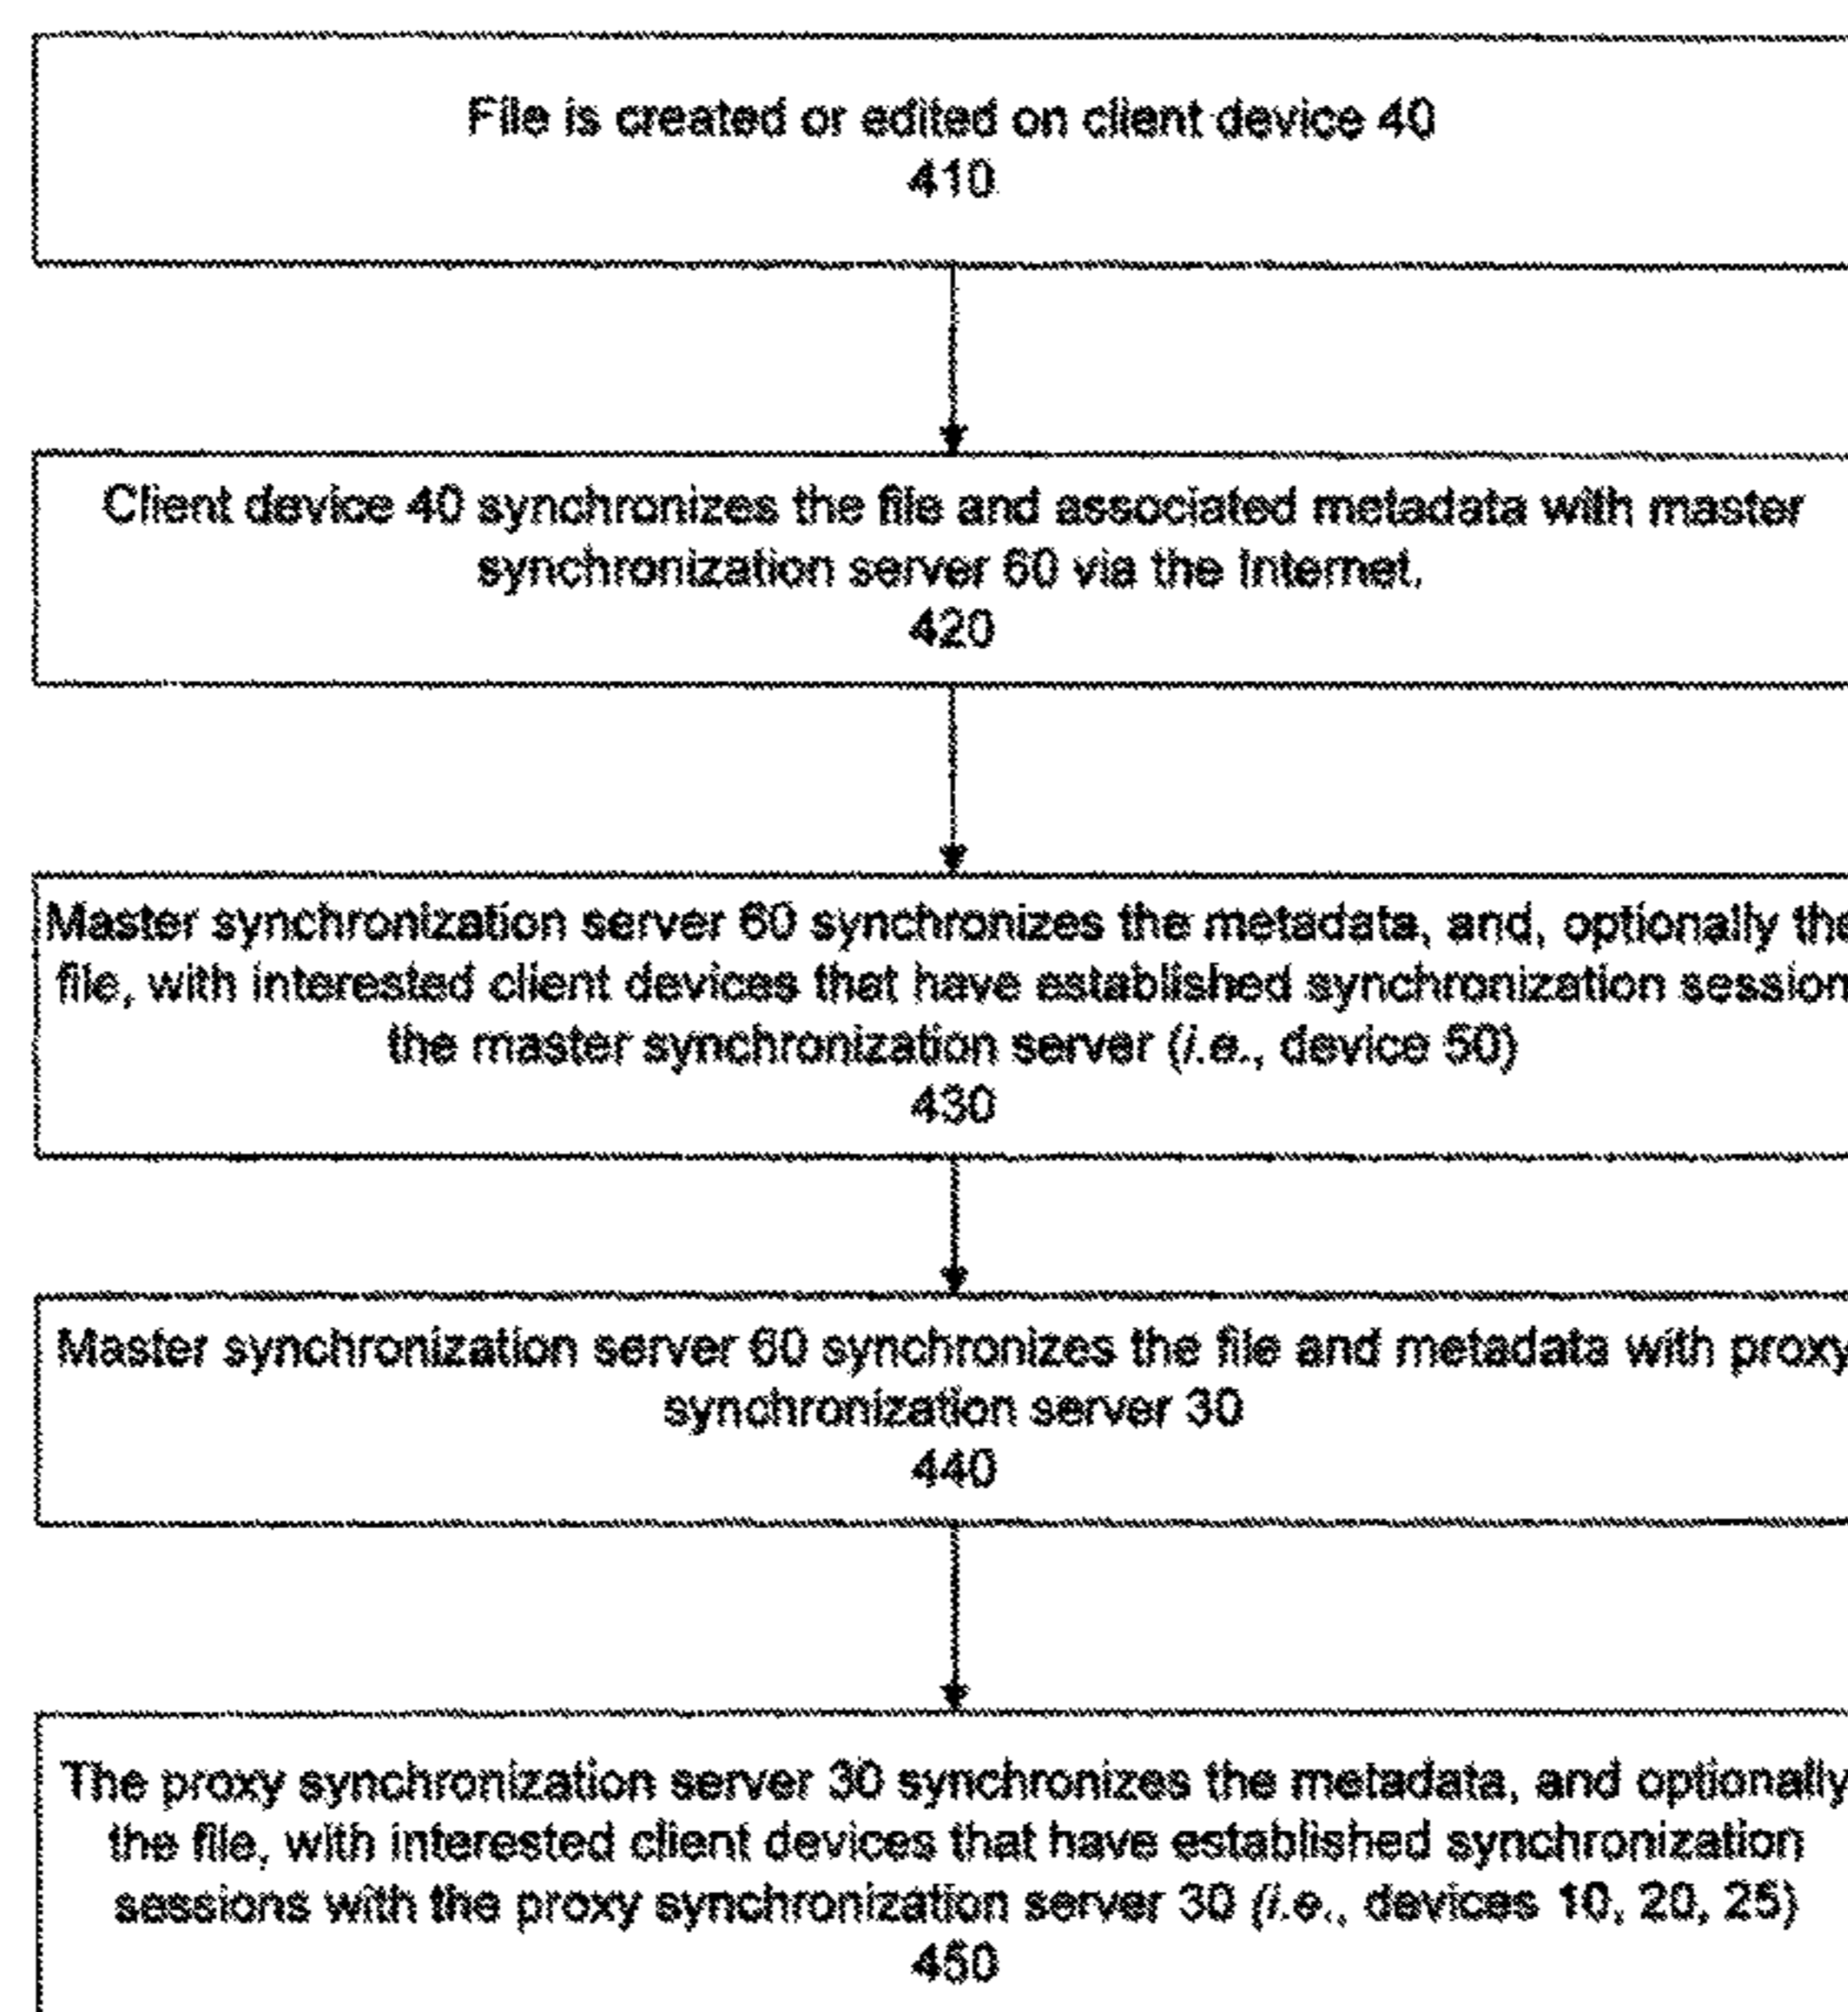 File is created or edited on client device 40
410
Client device 40 synchronizes the file and associated metadata with master
synchronization server 60 via the Internet.
420
Master synchronization server 60 synchronizes the metadata, and, optionally the
file, with interested client devices that have established synchronization session
the master synchronization server (i.e., device 50)
430
Master synchronization server 60 synchronizes the file and metadata with proxy
synchronization server 30
440
The proxy synchronization server 30 synchronizes the metadata, and optionally
the file, with interested client devices that have established synchronization
sessions with the proxy synchronization server 30 (i.e., devices 10, 20, 25)
450